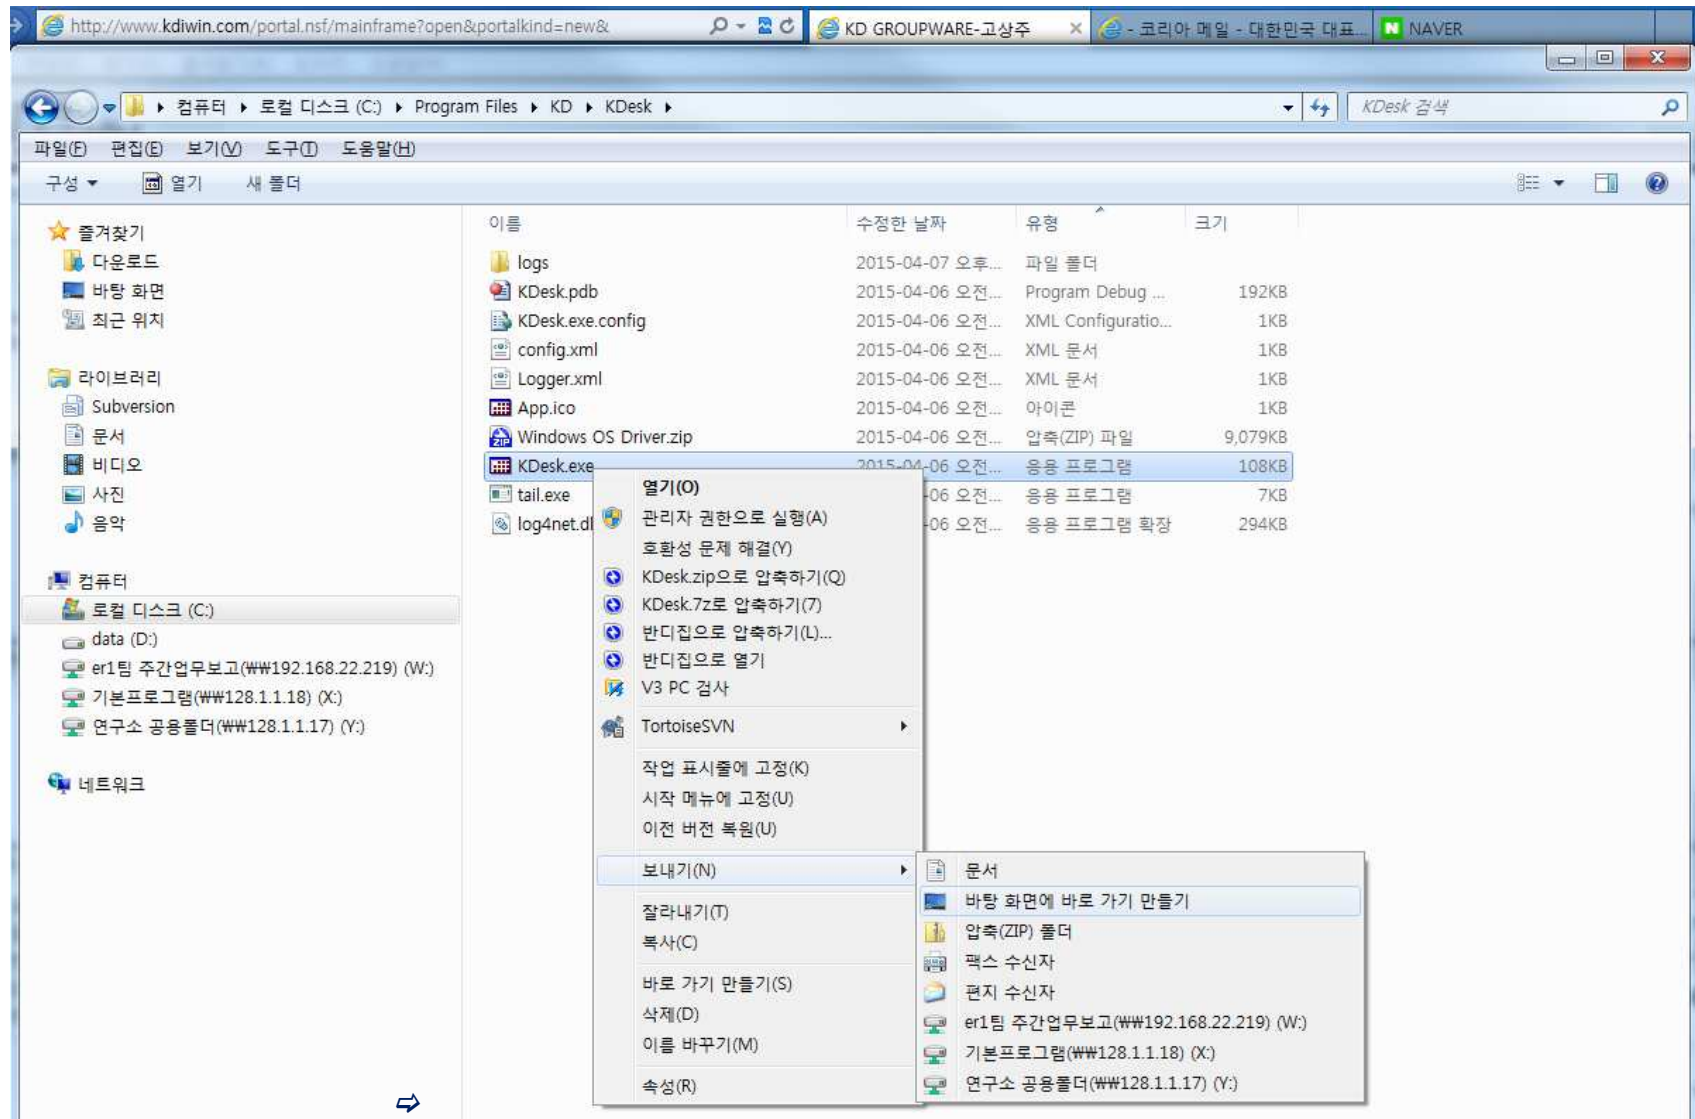 http://www.kdiwin.com/portal.nsf/mainframe?open&portalkind=new&
KD GROUPWARE-고상주
- 코리아 메일 - 대한민국 대표...
NAVER
컴퓨터 ▸ 로컬 디스크 (C:) ▸ Program Files ▸ KD ▸ KDesk ▸
KDesk 검색
파일(F) 편집(E) 보기(V) 도구(T) 도움말(H)
구성 열기 새 폴더
즐겨찾기
다운로드
바탕 화면
최근 위치
라이브러리
Subversion
문서
비디오
사진
음악
컴퓨터
로컬 디스크 (C:)
data (D:)
er1팀 주간업무보고(₩₩192.168.22.219) (W:)
기본프로그램(₩₩128.1.1.18) (X:)
연구소 공용폴더(₩₩128.1.1.17) (Y:)
네트워크
이름 수정한 날짜 유형 크기
logs 2015-04-07 오후... 파일 폴더
KDesk.pdb 2015-04-06 오전... Program Debug ... 192KB
KDesk.exe.config 2015-04-06 오전... XML Configuratio... 1KB
config.xml 2015-04-06 오전... XML 문서 1KB
Logger.xml 2015-04-06 오전... XML 문서 1KB
App.ico 2015-04-06 오전... 아이콘 1KB
Windows OS Driver.zip 2015-04-06 오전... 압축(ZIP) 파일 9,079KB
KDesk.exe 2015-04-06 오전... 응용 프로그램 108KB
tail.exe -06 오전... 응용 프로그램 7KB
log4net.dl -06 오전... 응용 프로그램 확장 294KB
열기(O)
관리자 권한으로 실행(A)
호환성 문제 해결(Y)
KDesk.zip으로 압축하기(Q)
KDesk.7z로 압축하기(7)
반디집으로 압축하기(L)...
반디집으로 열기
V3 PC 검사
TortoiseSVN
작업 표시줄에 고정(K)
시작 메뉴에 고정(U)
이전 버전 복원(U)
보내기(N)
잘라내기(T)
복사(C)
바로 가기 만들기(S)
삭제(D)
이름 바꾸기(M)
속성(R)
문서
바탕 화면에 바로 가기 만들기
압축(ZIP) 폴더
팩스 수신자
편지 수신자
er1팀 주간업무보고(₩₩192.168.22.219) (W:)
기본프로그램(₩₩128.1.1.18) (X:)
연구소 공용폴더(₩₩128.1.1.17) (Y:)